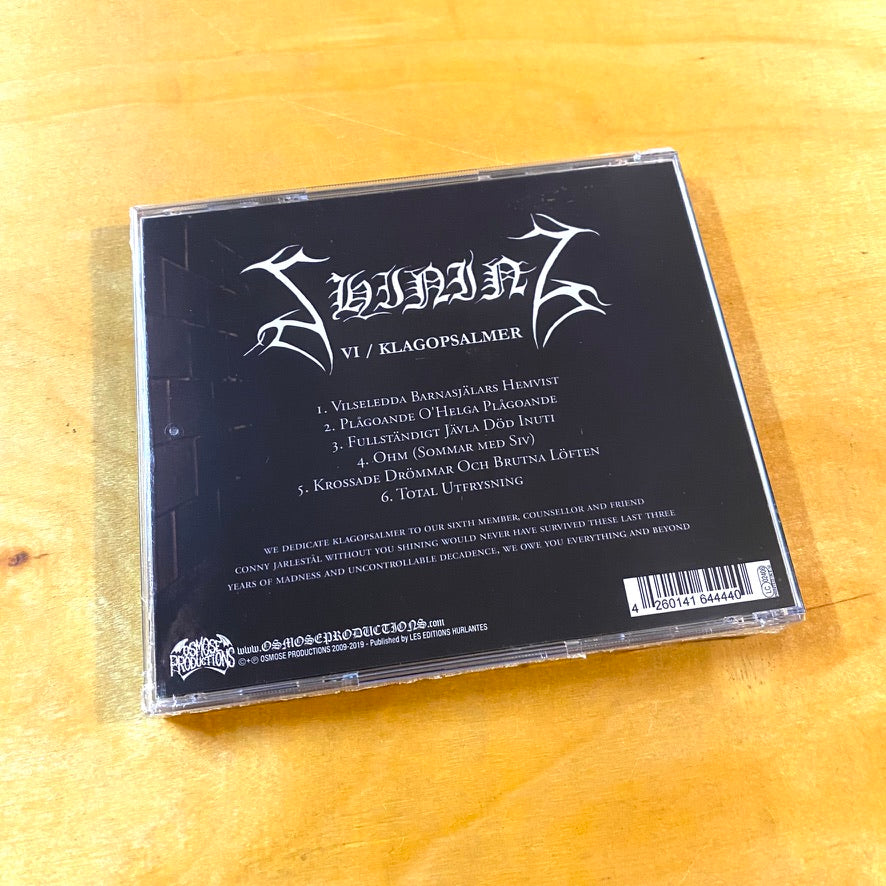 SHINING
VI / KLAGOPSALMER
1. Vilseledda Barnasjälars Hemvist
2. Plågoande O'Helga Plågoande
3. Fullständigt Jävla Död Inuti
4. Ohm (Sommar med Siv)
5. Krossade Drömmar Och Brutna Löften
6. Total Utfrysning
WE DEDICATE KLAGOPSALMER TO OUR SIXTH MEMBER, COUNSELLOR AND FRIEND
CONNY JARLESTÅL WITHOUT YOU SHINING WOULD NEVER HAVE SURVIVED THESE LAST THREE
YEARS OF MADNESS AND UNCONTROLLABLE DECADENCE, WE OWE YOU EVERYTHING AND BEYOND
4 260141 644440
OSMOSE
PRODUCTIONS
www.OSMOSEPRODUCTIONS.com
©+℗ OSMOSE PRODUCTIONS 2009-2019 - Published by LES EDITIONS HURLANTES